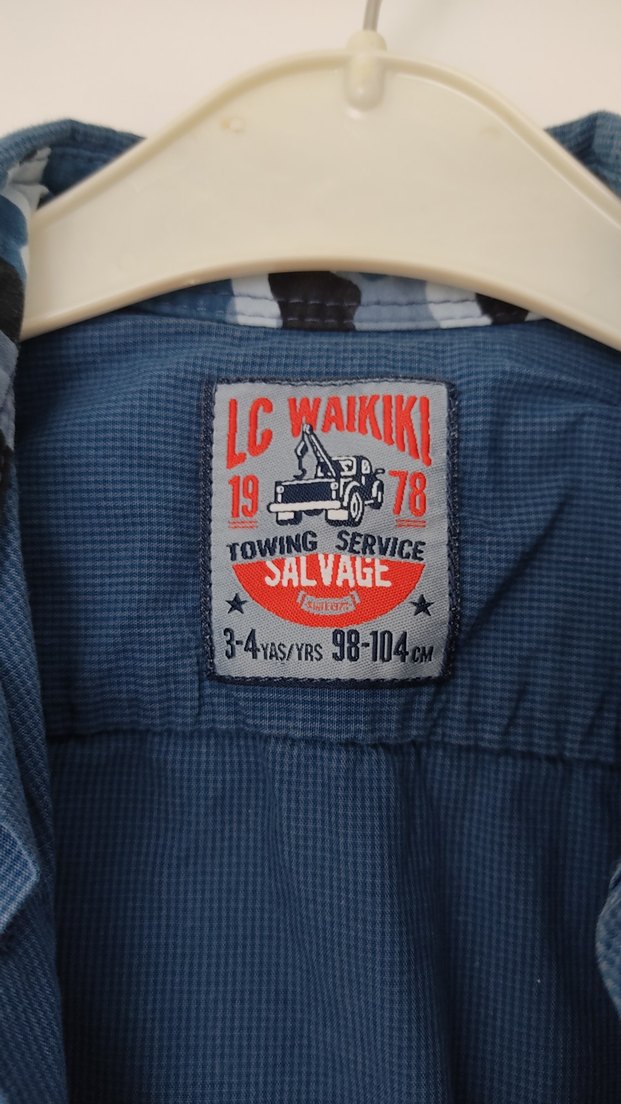 LC WAIKIKI
19 78
TOWING SERVICE
SALVAGE
3-4 YAŞ/YRS 98-104 CM